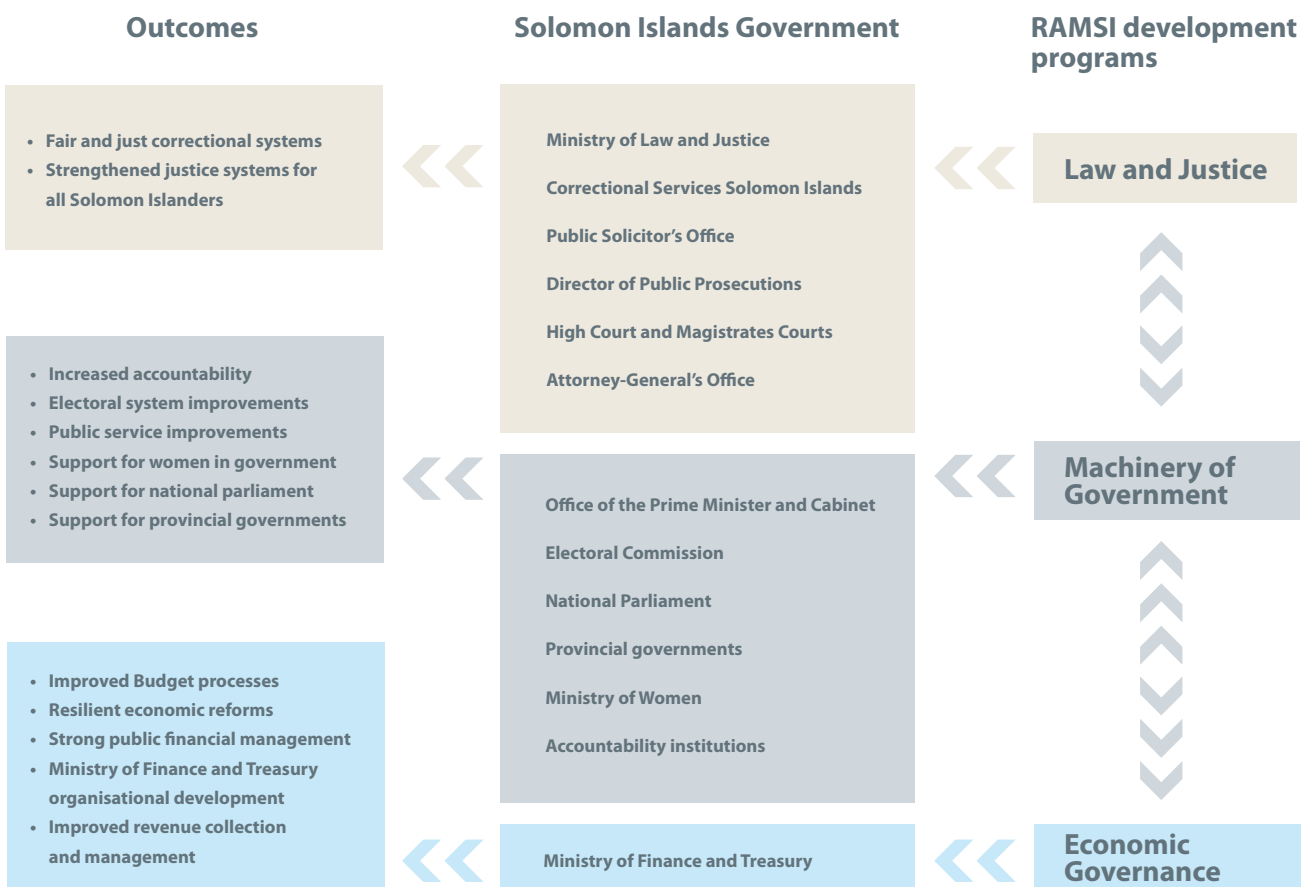 Outcomes
Solomon Islands Government
RAMSI development
programs
• Fair and just correctional systems
• Strengthened justice systems for
all Solomon Islanders
Ministry of Law and Justice
Correctional Services Solomon Islands
Public Solicitor’s Office
Director of Public Prosecutions
High Court and Magistrates Courts
Attorney-General’s Office
Law and Justice
• Increased accountability
• Electoral system improvements
• Public service improvements
• Support for women in government
• Support for national parliament
• Support for provincial governments
Office of the Prime Minister and Cabinet
Electoral Commission
National Parliament
Provincial governments
Ministry of Women
Accountability institutions
Machinery of
Government
• Improved Budget processes
• Resilient economic reforms
• Strong public financial management
• Ministry of Finance and Treasury
organisational development
• Improved revenue collection
and management
Ministry of Finance and Treasury
Economic
Governance